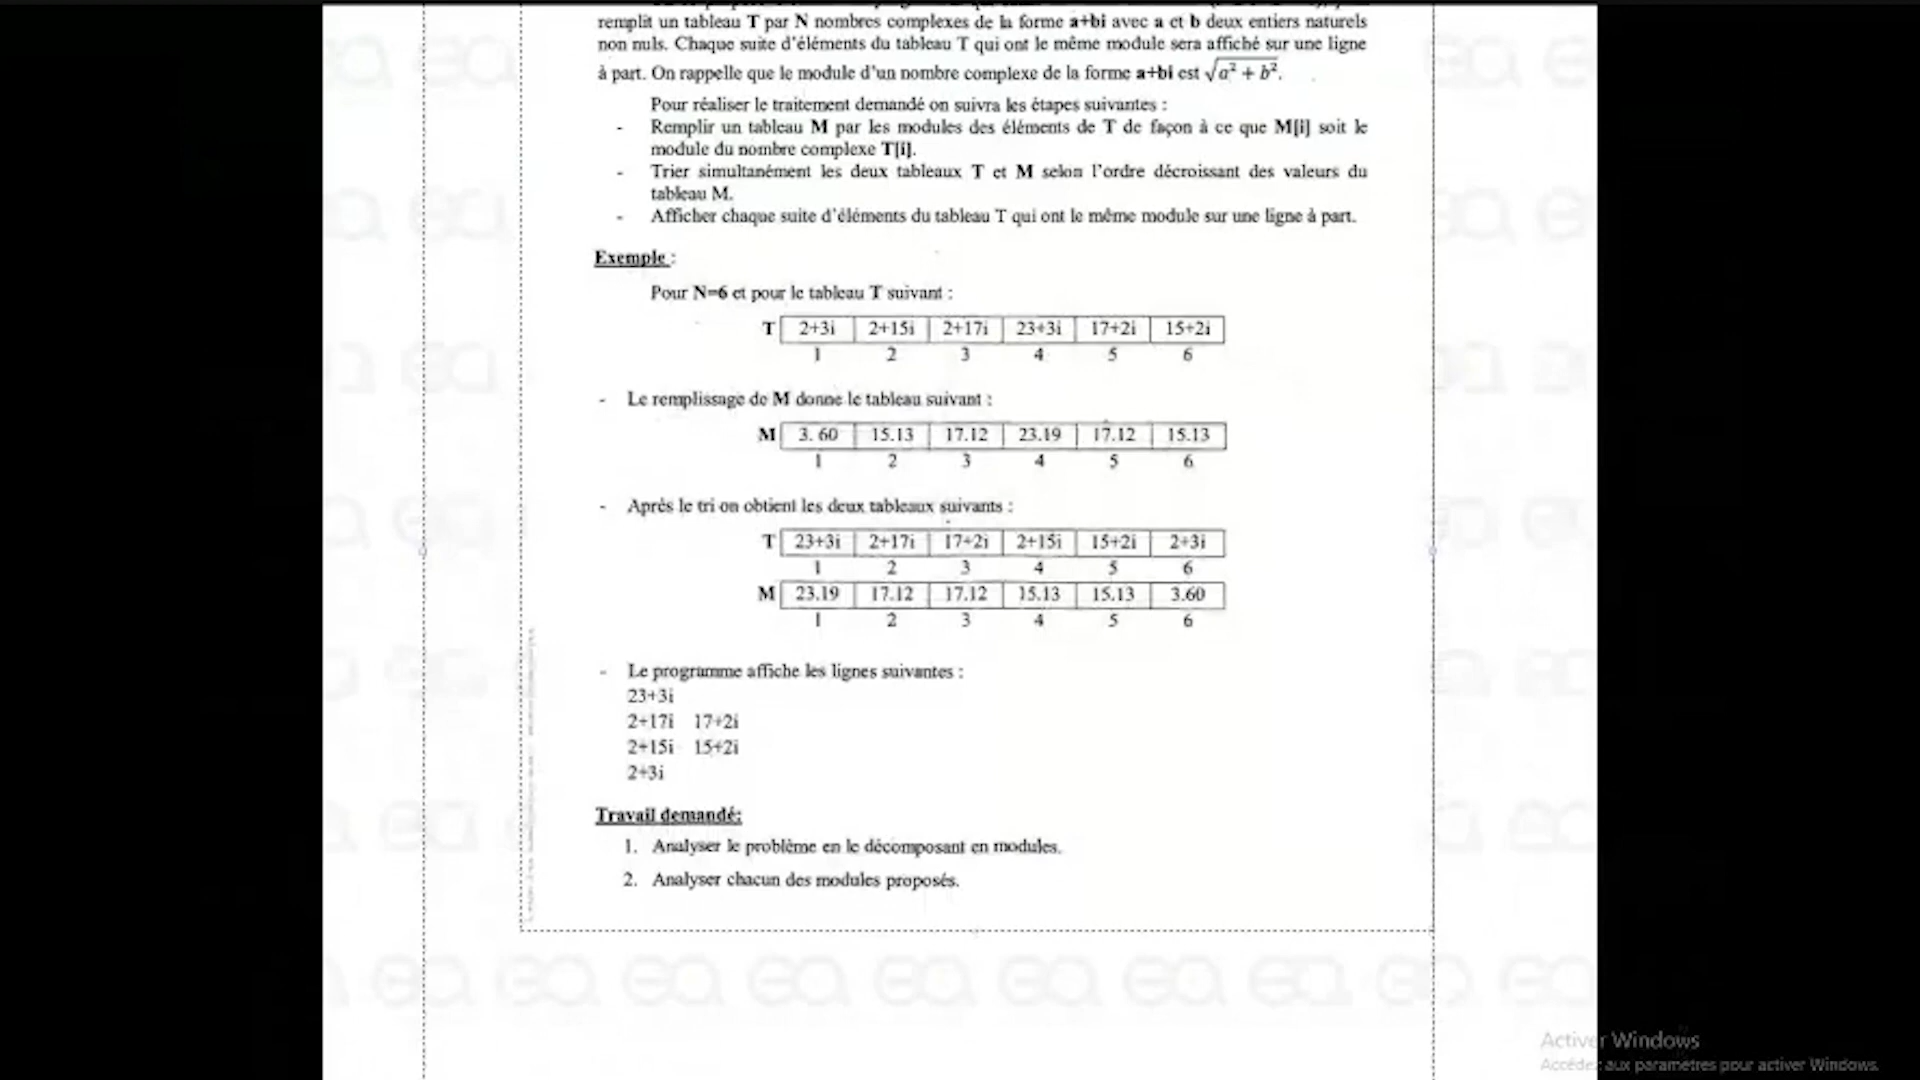 remplit un tableau T par N nombres complexes de la forme a+bi avec a et b deux entiers naturels
non nuls. Chaque suite d'éléments du tableau T qui ont le même module sera affiché sur une ligne
à part. On rappelle que le module d'un nombre complexe de la forme a+bi est √a² + b².
Pour réaliser le traitement demandé on suivra les étapes suivantes :
- Remplir un tableau M par les modules des éléments de T de façon à ce que M[i] soit le
module du nombre complexe T[i].
- Trier simultanément les deux tableaux T et M selon l'ordre décroissant des valeurs du
tableau M.
- Afficher chaque suite d'éléments du tableau T qui ont le même module sur une ligne à part.
Exemple :
Pour N=6 et pour le tableau T suivant :
T 2+3i 2+15i 2+17i 23+3i 17+2i 15+2i
1 2 3 4 5 6
- Le remplissage de M donne le tableau suivant :
M 3. 60 15.13 17.12 23.19 17.12 15.13
1 2 3 4 5 6
- Après le tri on obtient les deux tableaux suivants :
T 23+3i 2+17i 17+2i 2+15i 15+2i 2+3i
1 2 3 4 5 6
M 23.19 17.12 17.12 15.13 15.13 3.60
1 2 3 4 5 6
- Le programme affiche les lignes suivantes :
23+3i
2+17i 17+2i
2+15i 15+2i
2+3i
Travail demandé:
1. Analyser le problème en le décomposant en modules.
2. Analyser chacun des modules proposés.
Activer Windows
Accédez aux paramètres pour activer Windows.